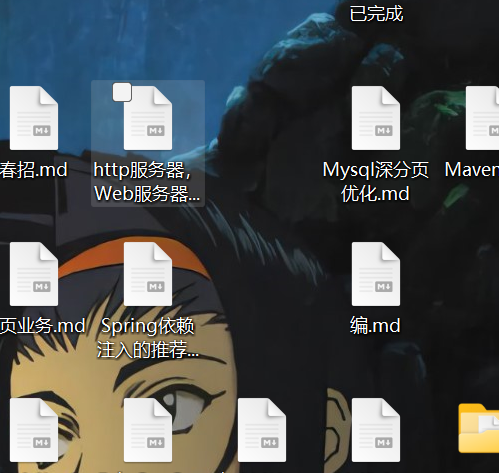 已完成
春招.md
http服务器，
Web服务器...
Mysql深分页
优化.md
Maven
页业务.md
Spring依赖
注入的推荐...
编.md